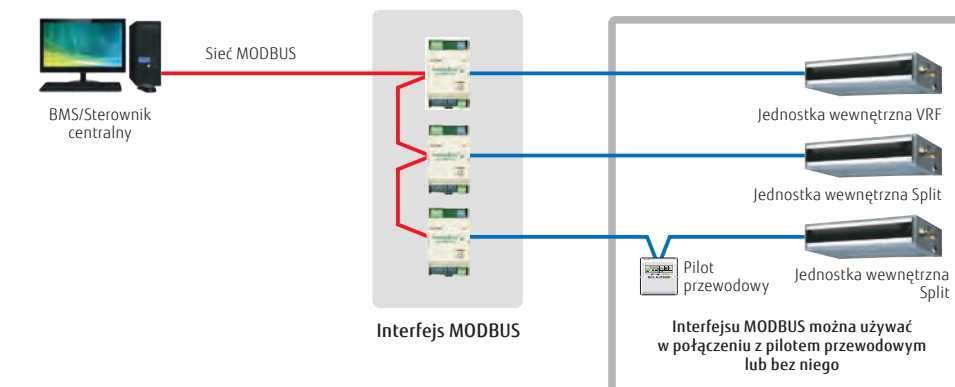 Sieć MODBUS
BMS/Sterownik
centralny
Jednostka wewnętrzna VRF
Jednostka wewnętrzna Split
Pilot
przewodowy
Jednostka wewnętrzna
Split
Interfejs MODBUS
Interfejsu MODBUS można używać
w połączeniu z pilotem przewodowym
lub bez niego